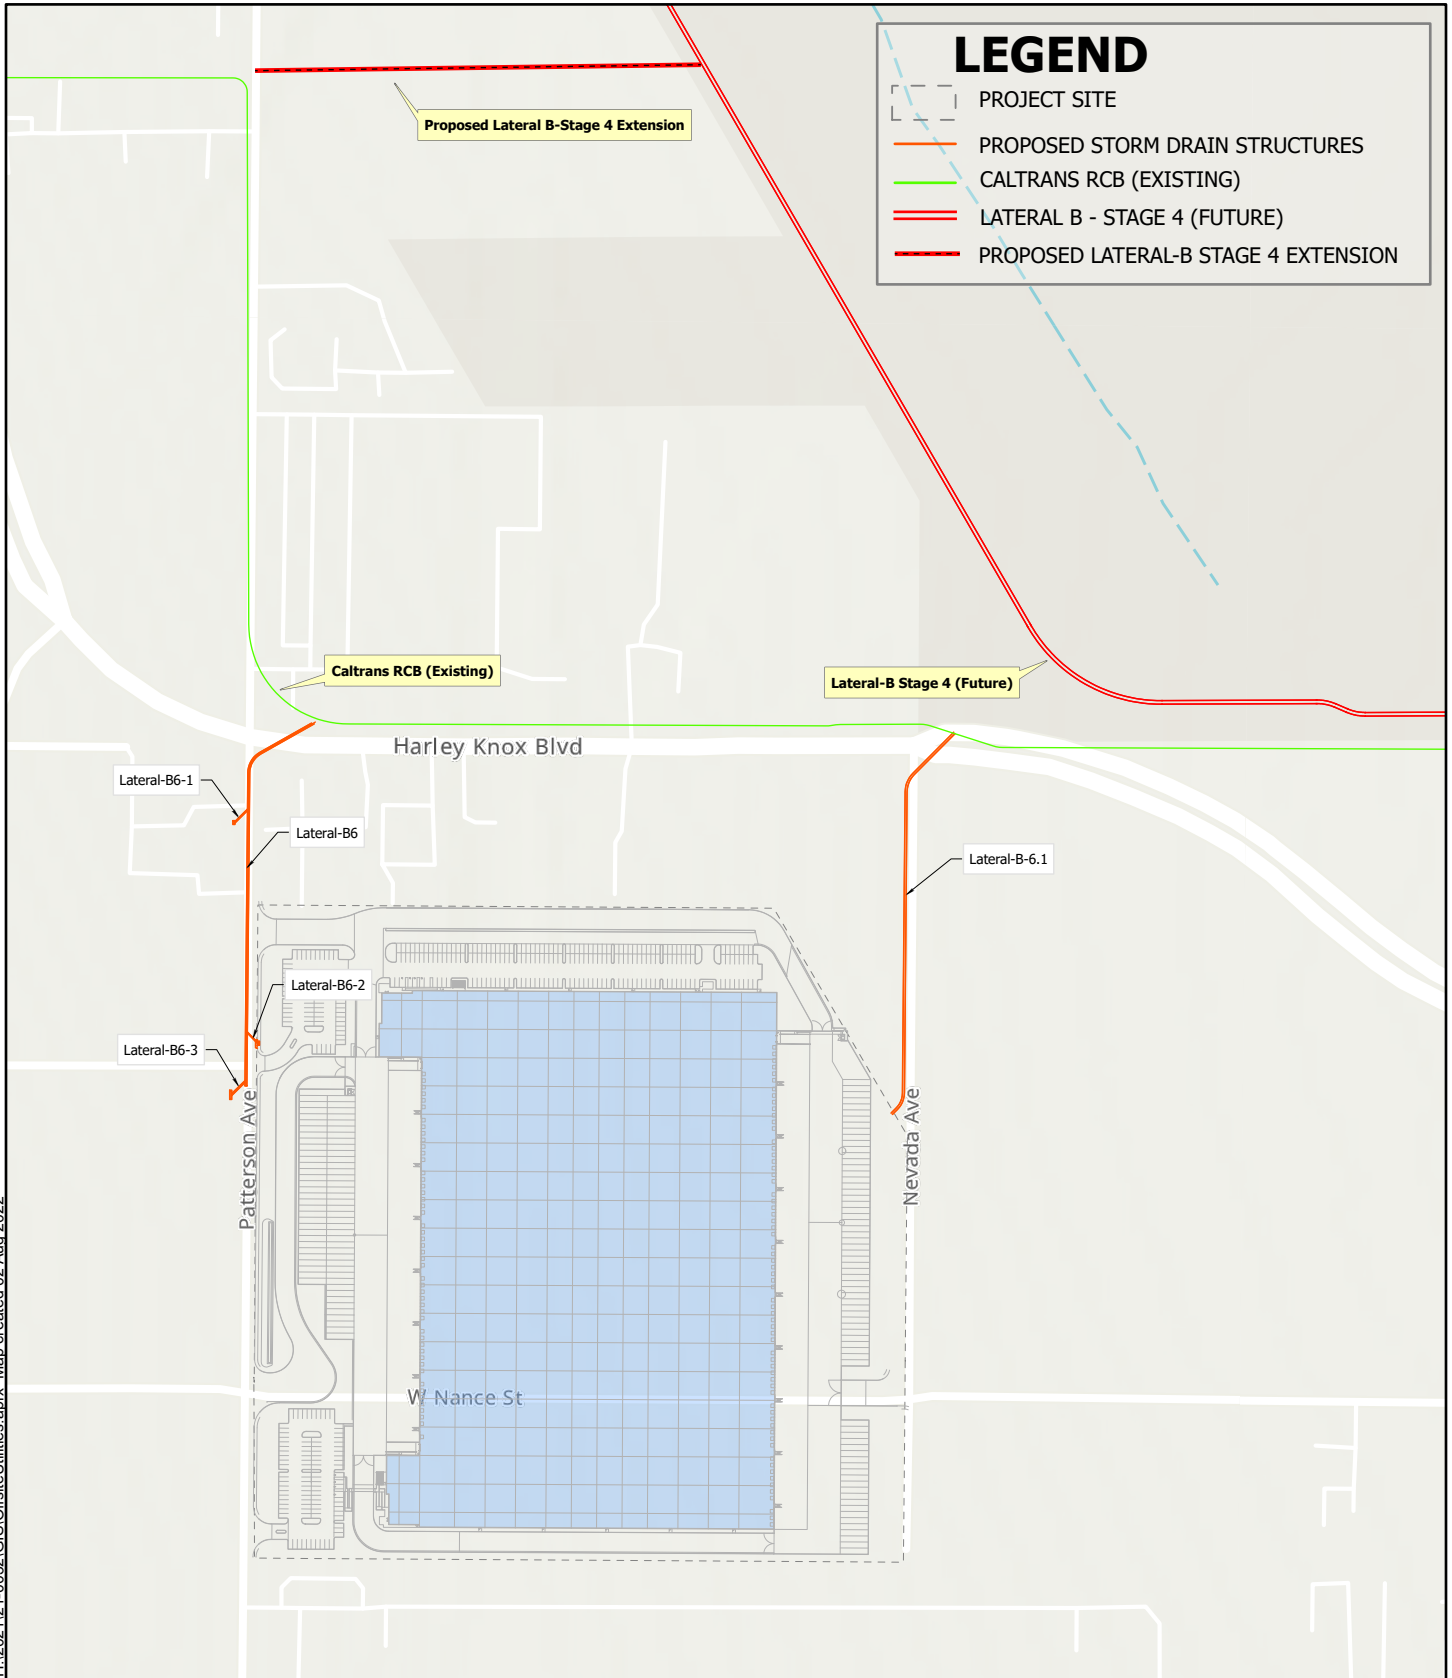 LEGEND
PROJECT SITE
PROPOSED STORM DRAIN STRUCTURES
CALTRANS RCB (EXISTING)
LATERAL B - STAGE 4 (FUTURE)
PROPOSED LATERAL-B STAGE 4 EXTENSION
Proposed Lateral B-Stage 4 Extension
Caltrans RCB (Existing)
Lateral-B Stage 4 (Future)
Harley Knox Blvd
Lateral-B6-1
Lateral-B6
Lateral-B-6.1
Lateral-B6-2
Lateral-B6-3
Patterson Ave
Nevada Ave
W Nance St